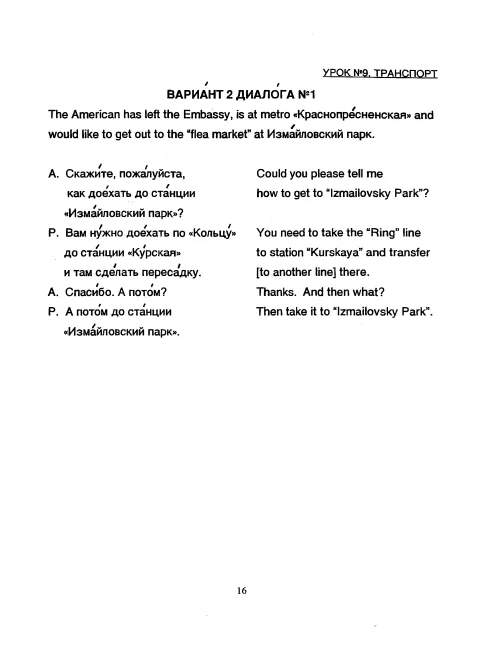 УРОК №9. ТРАНСПОРТ
ВАРИА́НТ 2 ДИАЛО́ГА №1
The American has left the Embassy, is at metro «Краснопре́сненская» and
would like to get out to the "flea market" at Изма́йловский парк.
А. Скажи́те, пожа́луйста, Could you please tell me
как дое́хать до ста́нции how to get to "Izmailovsky Park"?
«Изма́йловский парк»?
Р. Вам ну́жно дое́хать по «Кольцу́» You need to take the "Ring" line
до ста́нции «Ку́рская» to station "Kurskaya" and transfer
и там сде́лать переса́дку. [to another line] there.
А. Спаси́бо. А пото́м? Thanks. And then what?
Р. А пото́м до ста́нции Then take it to "Izmailovsky Park".
«Изма́йловский парк».
16